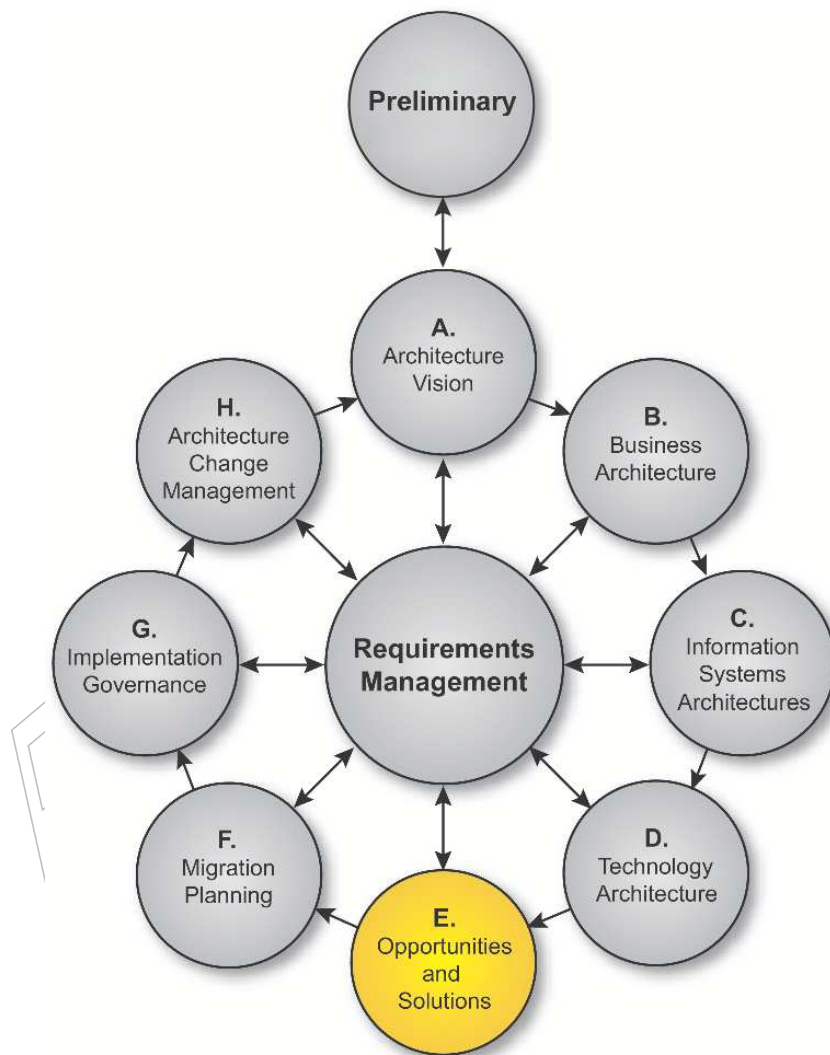 Preliminary
A.
Architecture
Vision
B.
Business
Architecture
C.
Information
Systems
Architectures
D.
Technology
Architecture
E.
Opportunities
and
Solutions
F.
Migration
Planning
G.
Implementation
Governance
H.
Architecture
Change
Management
Requirements
Management